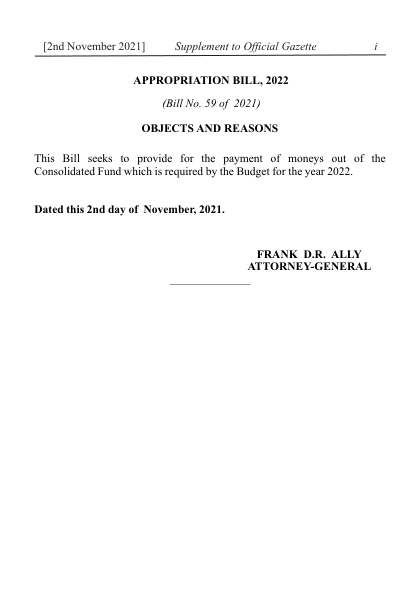 [2nd November 2021] Supplement to Official Gazette i
APPROPRIATION BILL, 2022
(Bill No. 59 of 2021)
OBJECTS AND REASONS
This Bill seeks to provide for the payment of moneys out of the
Consolidated Fund which is required by the Budget for the year 2022.
Dated this 2nd day of November, 2021.
FRANK D.R. ALLY
ATTORNEY-GENERAL